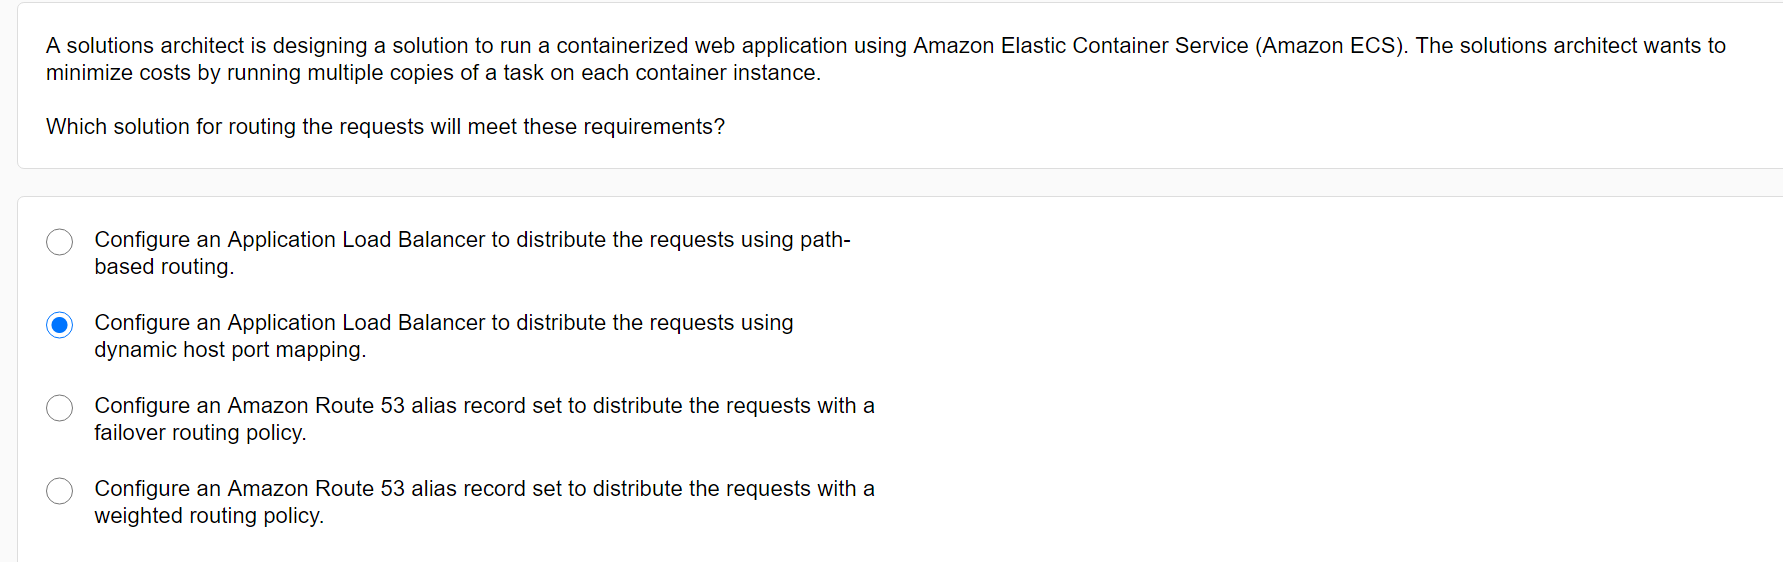 A solutions architect is designing a solution to run a containerized web application using Amazon Elastic Container Service (Amazon ECS). The solutions architect wants to
minimize costs by running multiple copies of a task on each container instance.
Which solution for routing the requests will meet these requirements?
Configure an Application Load Balancer to distribute the requests using path-
based routing.
Configure an Application Load Balancer to distribute the requests using
dynamic host port mapping.
Configure an Amazon Route 53 alias record set to distribute the requests with a
failover routing policy.
Configure an Amazon Route 53 alias record set to distribute the requests with a
weighted routing policy.